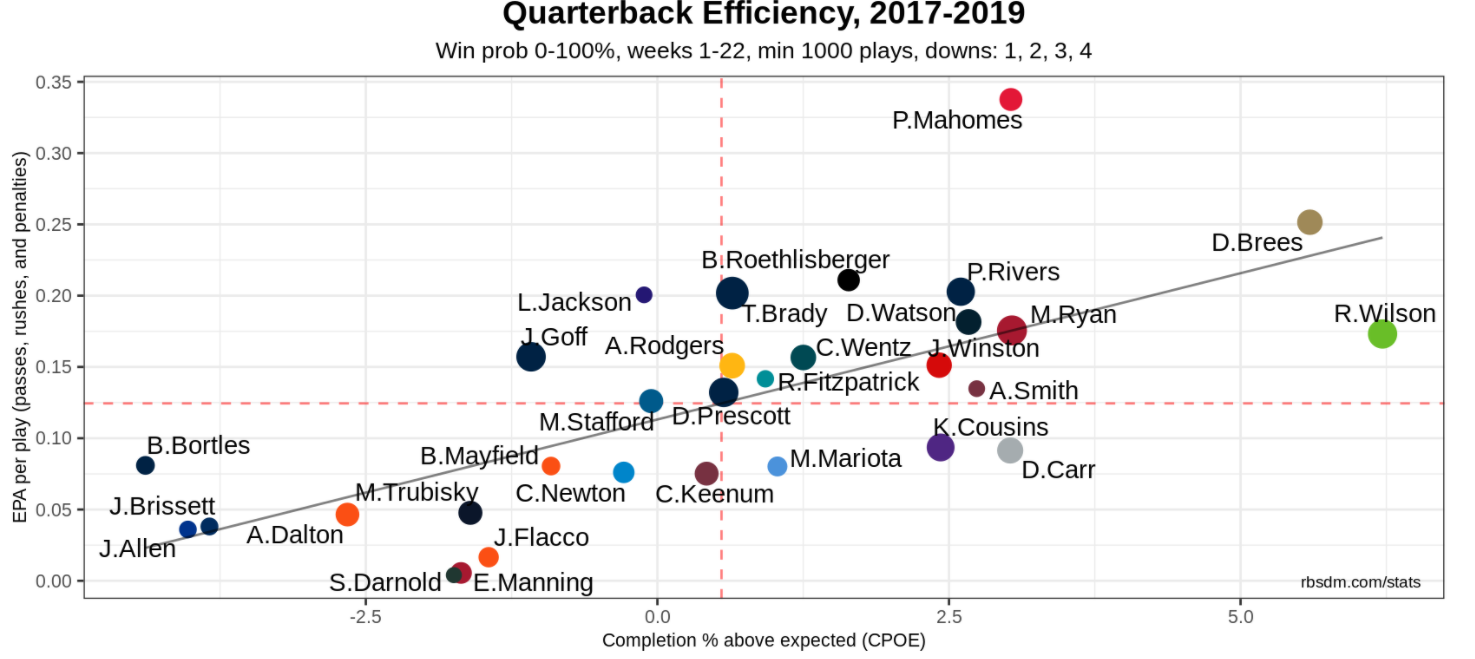 Quarterback Efficiency, 2017-2019
Win prob 0-100%, weeks 1-22, min 1000 plays, downs: 1, 2, 3, 4
EPA per play (passes, rushes, and penalties)
0.35
0.30
0.25
0.20
0.15
0.10
0.05
0.00
P.Mahomes
D.Brees
B.Roethlisberger
P.Rivers
L.Jackson
T.Brady
D.Watson
M.Ryan
R.Wilson
J.Goff
A.Rodgers
C.Wentz
J.Winston
R.Fitzpatrick
A.Smith
M.Stafford
D.Prescott
K.Cousins
B.Bortles
B.Mayfield
M.Mariota
D.Carr
M.Trubisky
C.Newton
C.Keenum
J.Brissett
A.Dalton
J.Flacco
J.Allen
S.Darnold
E.Manning
rbsdm.com/stats
-2.5
0.0
2.5
5.0
Completion % above expected (CPOE)